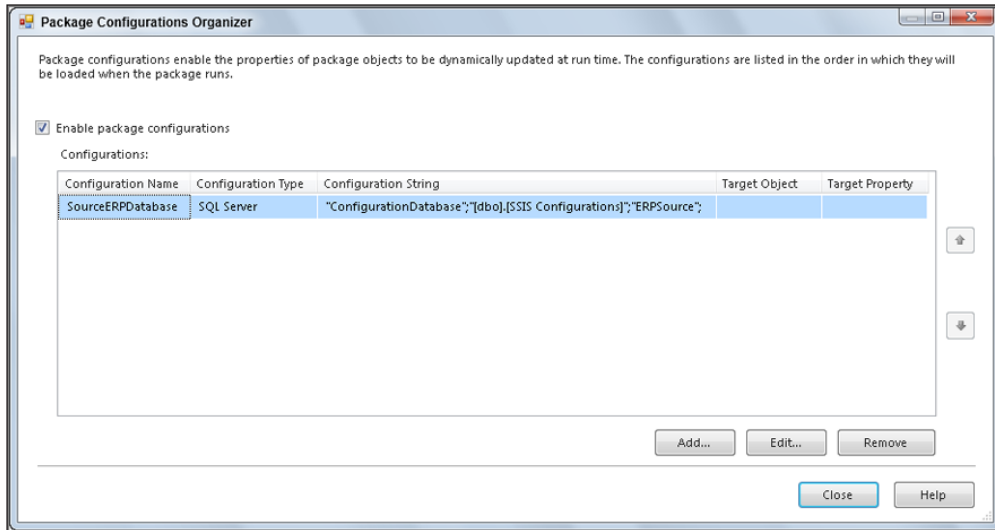 Package Configurations Organizer
Package configurations enable the properties of package objects to be dynamically updated at run time. The configurations are listed in the order in which they will
be loaded when the package runs.
Enable package configurations
Configurations:
Configuration Name Configuration Type Configuration String Target Object Target Property
SourceERPDatabase SQL Server "ConfigurationDatabase";"[dbo].[SSIS Configurations]";"ERPSource";
Add... Edit... Remove
Close Help